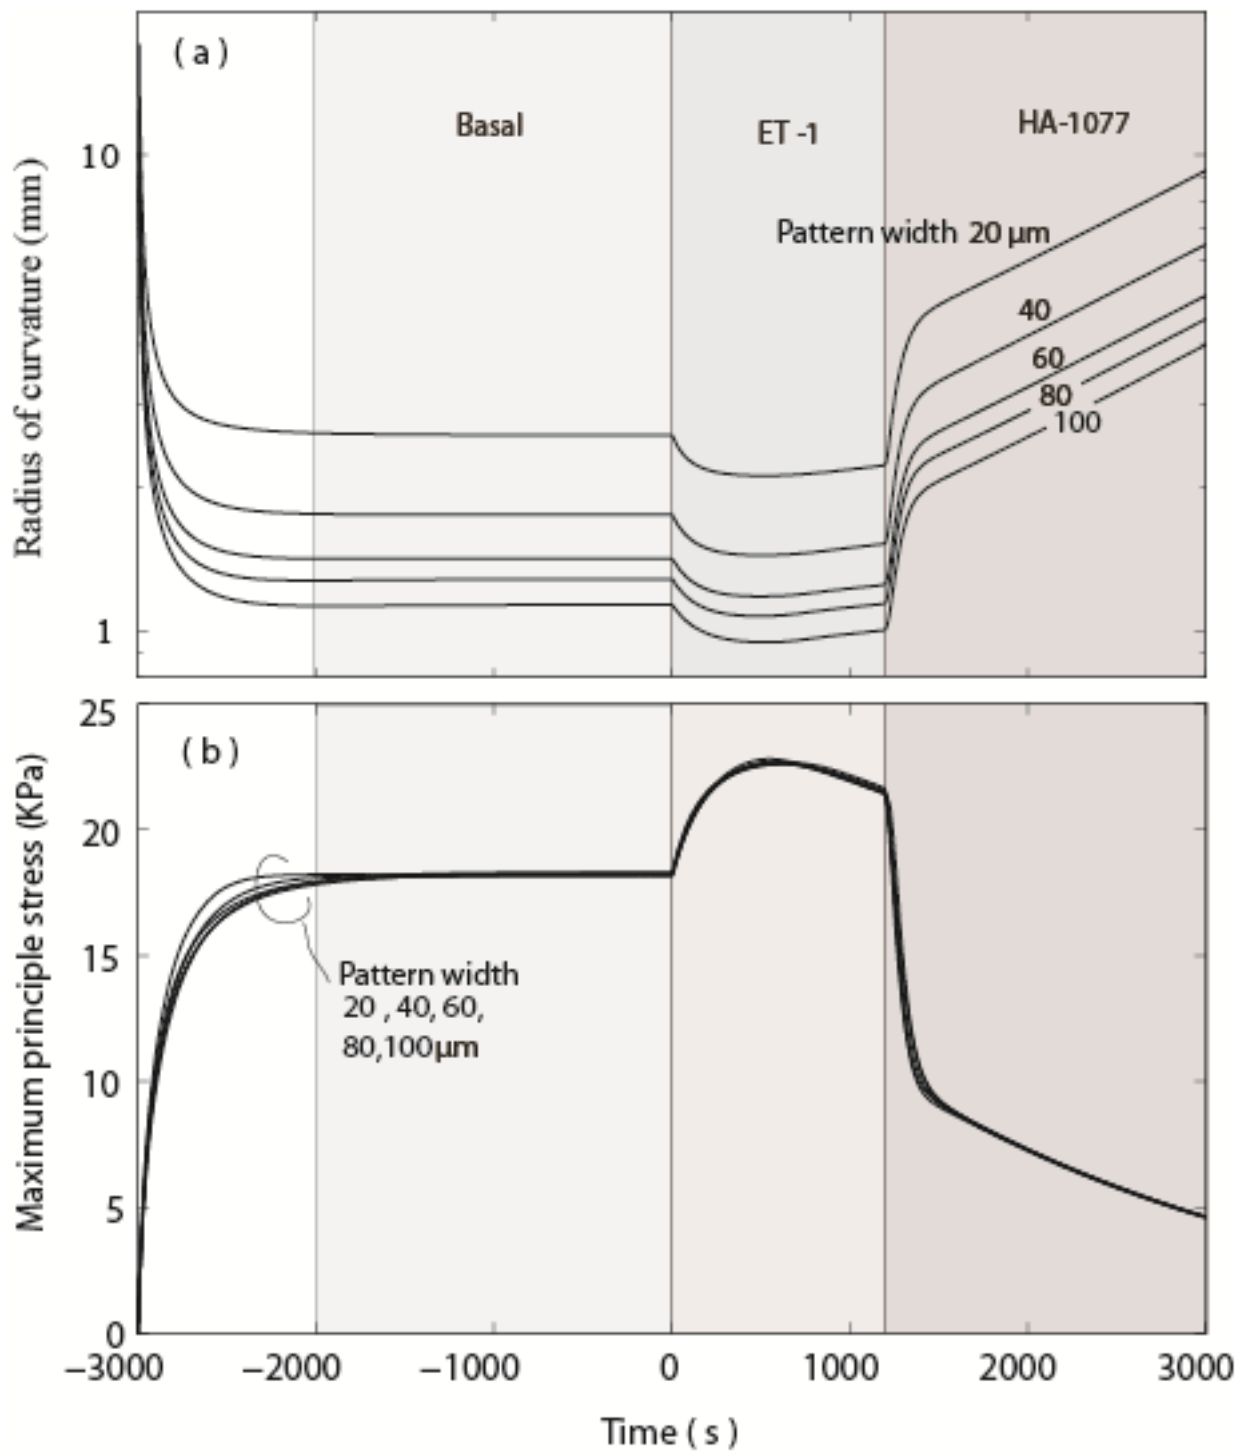 ( a )
Basal
ET -1
HA-1077
10
Pattern width 20 µm
40
60
80
100
1
Radius of curvature (mm)
25
( b )
20
15
Pattern width
20 , 40, 60,
80,100µm
10
5
0
Maximum principle stress (KPa)
−3000 −2000 −1000 0 1000 2000 3000
Time ( s )